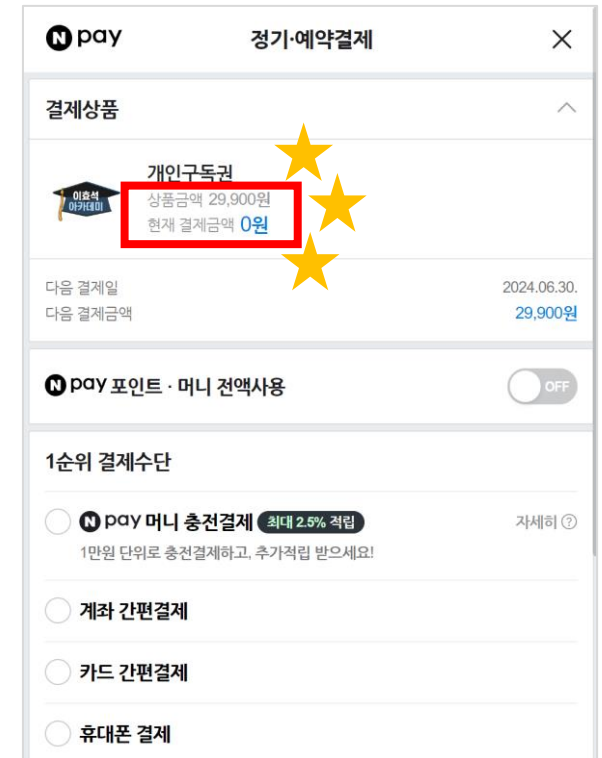 N pay
정기·예약결제
결제상품
이효석
아카데미
개인구독권
상품금액 29,900원
현재 결제금액 0원
다음 결제일 2024.06.30.
다음 결제금액 29,900원
N pay 포인트 · 머니 전액사용 OFF
1순위 결제수단
N pay 머니 충전결제 최대 2.5% 적립 자세히 ?
1만원 단위로 충전결제하고, 추가적립 받으세요!
계좌 간편결제
카드 간편결제
휴대폰 결제